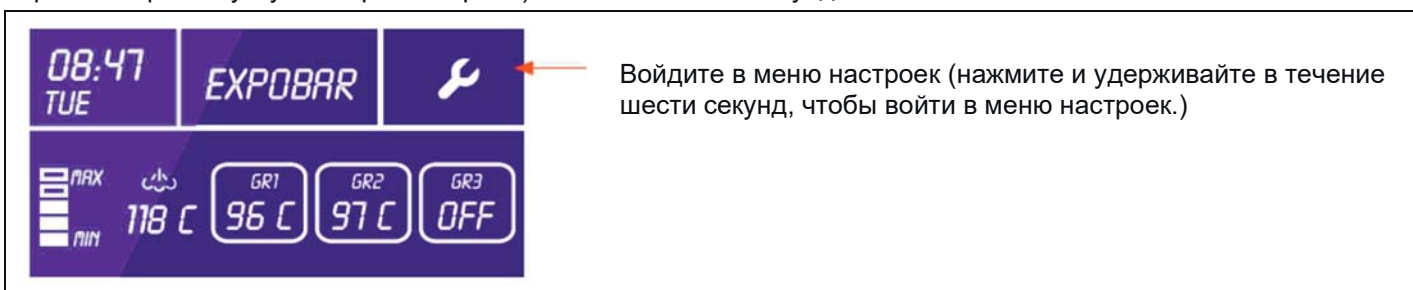 08:47
TUE
EXPOBAR
Войдите в меню настроек (нажмите и удерживайте в течение
шести секунд, чтобы войти в меню настроек.)
MAX
MIN
118 C
GR1
96 C
GR2
97 C
GR3
OFF